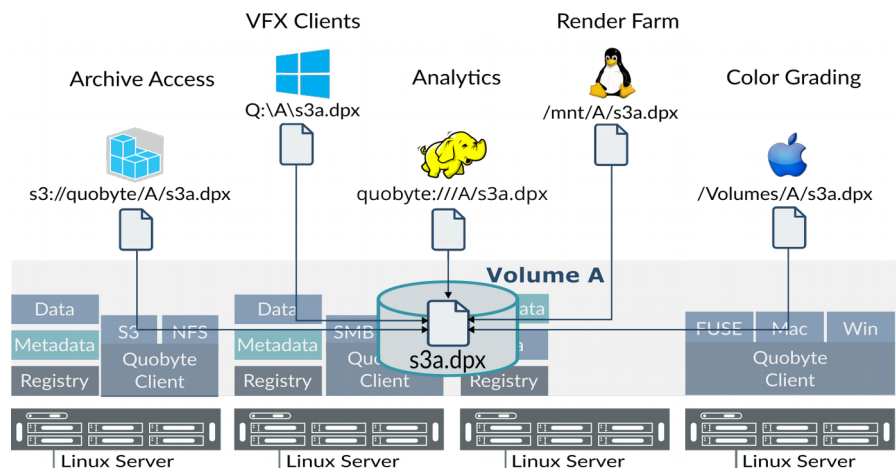 VFX Clients
Render Farm
Archive Access
Analytics
Color Grading
Q:\A\s3a.dpx
/mnt/A/s3a.dpx
s3://quobyte/A/s3a.dpx
quobyte:///A/s3a.dpx
/Volumes/A/s3a.dpx
Volume A
Data
Metadata
Registry
S3
NFS
Quobyte
Client
Data
Metadata
Registry
SMB
Client
s3a.dpx
Registry
FUSE
Mac
Win
Quobyte
Client
Linux Server
Linux Server
Linux Server
Linux Server